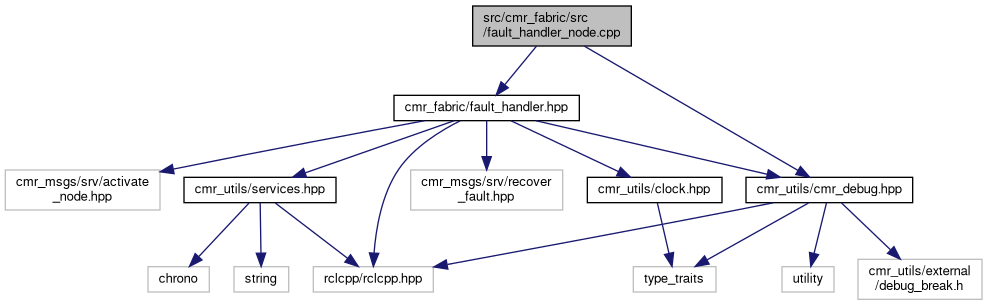 src/cmr_fabric/src
/fault_handler_node.cpp
cmr_fabric/fault_handler.hpp
cmr_msgs/srv/activate
_node.hpp
cmr_utils/services.hpp
cmr_msgs/srv/recover
_fault.hpp
cmr_utils/clock.hpp
cmr_utils/cmr_debug.hpp
chrono
string
rclcpp/rclcpp.hpp
type_traits
utility
cmr_utils/external
/debug_break.h